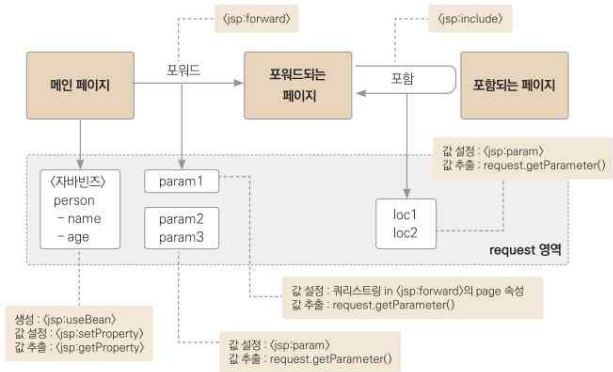 〈jsp:forward〉
〈jsp:include〉
메인 페이지
포워드
포워드되는
페이지
포함
포함되는 페이지
값 설정 : 〈jsp:param〉
값 추출 : request.getParameter()
〈자바빈즈〉
person
– name
– age
param1
param2
param3
loc1
loc2
request 영역
값 설정 : 쿼리스트링 in 〈jsp:forward〉의 page 속성
값 추출 : request.getParameter()
생성 : 〈jsp:useBean〉
값 설정 : 〈jsp:setProperty〉
값 추출 : 〈jsp:getProperty〉
값 설정 : 〈jsp:param〉
값 추출 : request.getParameter()